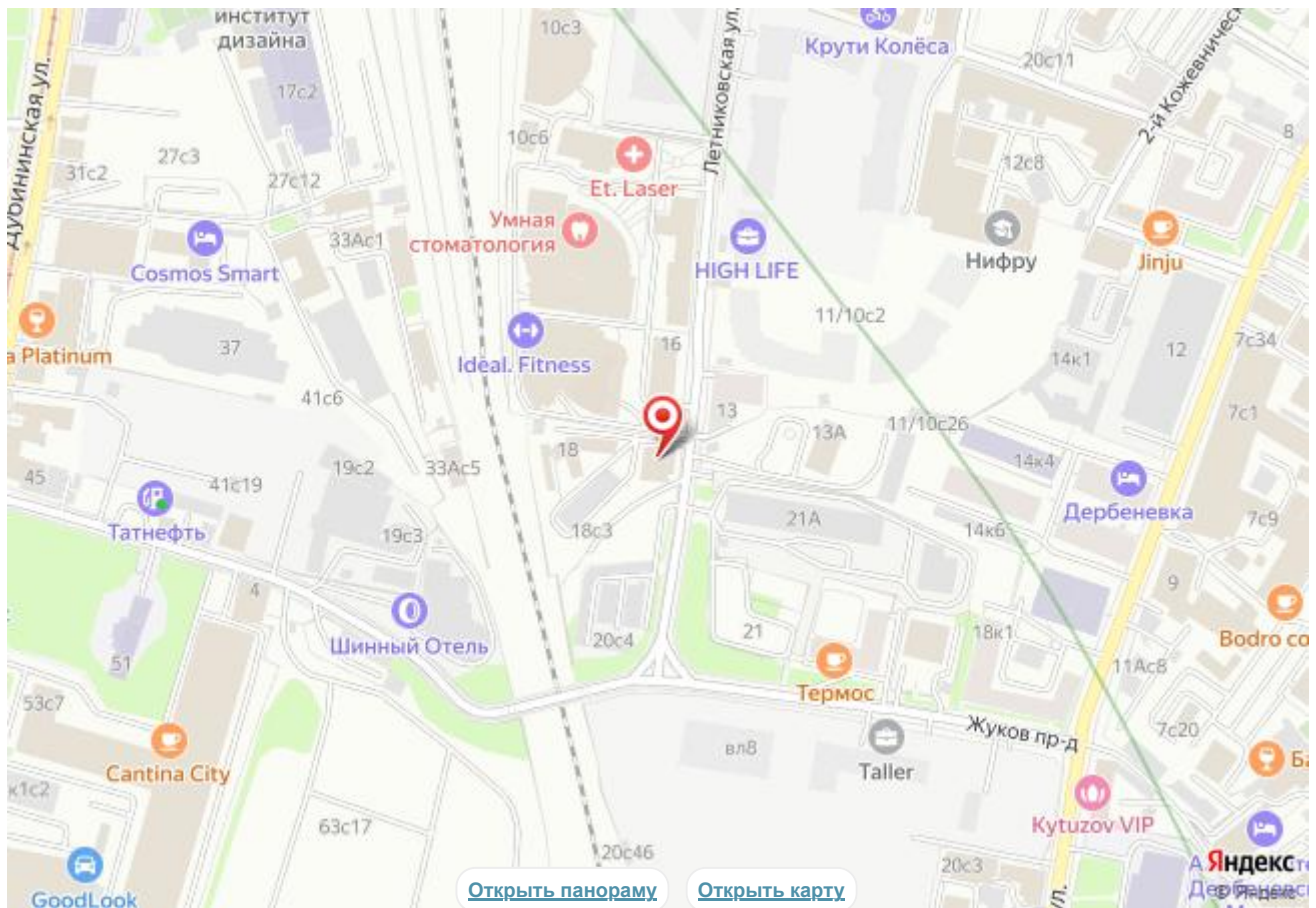 институт
дизайна
10с3
Летниковская ул.
Крути Колёса
20с11
2-й Кожевническ
Дубининская ул.
17с2
27с3
31с2
27с12
10с6
Et. Laser
12с8
8
Умная
стоматология
33Ас1
Cosmos Smart
HIGH LIFE
Нифру
Jinju
11/10с2
a Platinum
37
Ideal. Fitness
16
14к1
12
7с34
41с6
13
13А
11/10с26
7с1
45
41с19
19с2
33Ас5
18
14к4
Дербеневка
Татнефть
19с3
18с3
21А
14к6
7с9
4
9
Шинный Отель
20с4
21
18к1
Bodro co
51
Термос
11Ас8
53с7
Жуков пр-д
7с20
Cantina City
вл8
Taller
Ба
к1с2
63с17
Kytuzov VIP
20с46
20с3
ул.
GoodLook
Открыть панораму
Открыть карту
Яндекс
© Яндекс